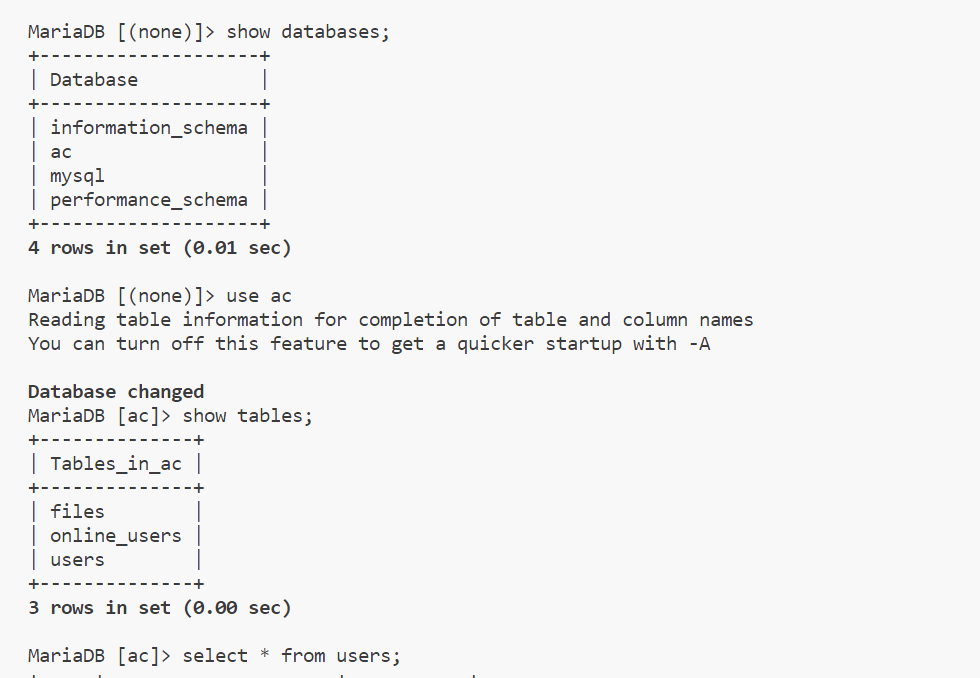 MariaDB [(none)]> show databases;
+--------------------+
| Database           |
+--------------------+
| information_schema |
| ac                 |
| mysql              |
| performance_schema |
+--------------------+
4 rows in set (0.01 sec)
MariaDB [(none)]> use ac
Reading table information for completion of table and column names
You can turn off this feature to get a quicker startup with -A
Database changed
MariaDB [ac]> show tables;
+--------------+
| Tables_in_ac |
+--------------+
| files        |
| online_users |
| users        |
+--------------+
3 rows in set (0.00 sec)
MariaDB [ac]> select * from users;